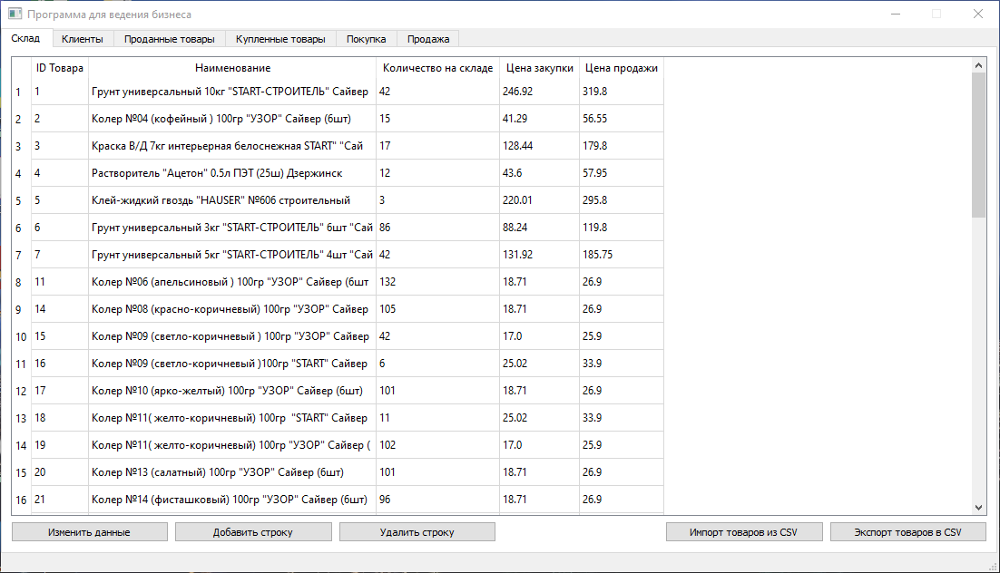 Программа для ведения бизнеса
Склад Клиенты Проданные товары Купленные товары Покупка Продажа
ID Товара Наименование Количество на складе Цена закупки Цена продажи
1 1 Грунт универсальный 10кг "START-СТРОИТЕЛЬ" Сайвер 42 246.92 319.8
2 2 Колер №04 (кофейный ) 100гр "УЗОР" Сайвер (6шт) 15 41.29 56.55
3 3 Краска В/Д 7кг интерьерная белоснежная START" "Сай 17 128.44 179.8
4 4 Растворитель "Ацетон" 0.5л ПЭТ (25ш) Дзержинск 12 43.6 57.95
5 5 Клей-жидкий гвоздь "HAUSER" №606 строительный 3 220.01 295.8
6 6 Грунт универсальный 3кг "START-СТРОИТЕЛЬ" 6шт "Сай 86 88.24 119.8
7 7 Грунт универсальный 5кг "START-СТРОИТЕЛЬ" 4шт "Сай 42 131.92 185.75
8 11 Колер №06 (апельсиновый ) 100гр "УЗОР" Сайвер (6шт 132 18.71 26.9
9 14 Колер №08 (красно-коричневый) 100гр "УЗОР" Сайвер 105 18.71 26.9
10 15 Колер №09 (светло-коричневый ) 100гр "УЗОР" Сайвер 42 17.0 25.9
11 16 Колер №09 (светло-коричневый )100гр "START" Сайвер 6 25.02 33.9
12 17 Колер №10 (ярко-желтый) 100гр "УЗОР" Сайвер (6шт) 101 18.71 26.9
13 18 Колер №11( желто-коричневый) 100гр  "START" Сайвер 11 25.02 33.9
14 19 Колер №11( желто-коричневый) 100гр "УЗОР" Сайвер ( 102 17.0 25.9
15 20 Колер №13 (салатный) 100гр "УЗОР" Сайвер (6шт) 101 18.71 26.9
16 21 Колер №14 (фисташковый) 100гр "УЗОР" Сайвер (6шт) 96 18.71 26.9
Изменить данные Добавить строку Удалить строку Импорт товаров из CSV Экспорт товаров в CSV